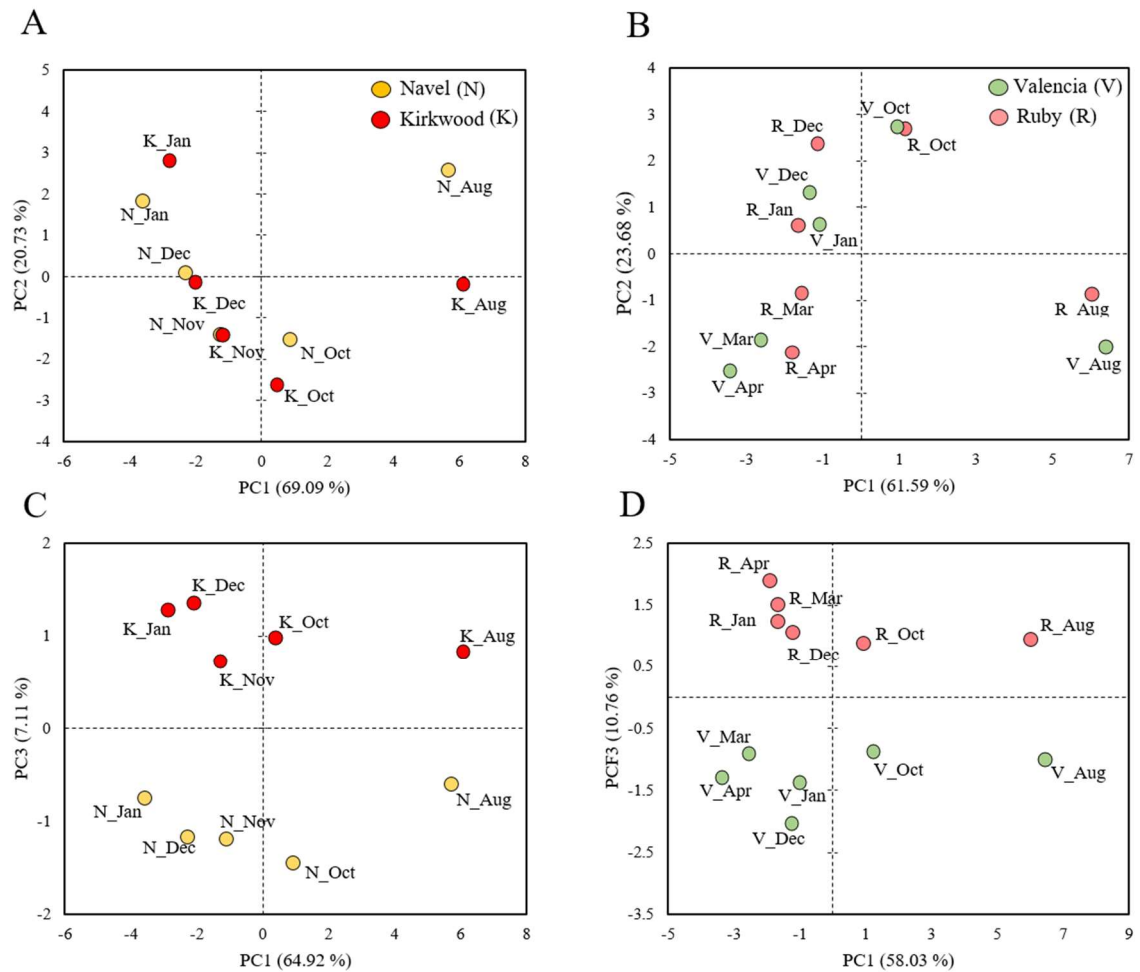 A
5
4
3
2
1
0
-1
-2
-3
-4
-6
-4
-2
0
2
4
6
8
PC2 (20.73 %)
PC1 (69.09 %)
Navel (N)
Kirkwood (K)
K_Jan
N_Jan
N_Aug
N_Dec
K_Dec
K_Aug
N_Nov
K_Nov
N_Oct
K_Oct
B
4
3
2
1
0
-1
-2
-3
-4
-5
-3
-1
1
3
5
7
PC2 (23.68 %)
PC1 (61.59 %)
Valencia (V)
Ruby (R)
V_Oct
R_Dec
R_Oct
V_Dec
R_Jan
V_Jan
R_Mar
R_Aug
V_Mar
R_Apr
V_Aug
V_Apr
C
2
1
0
-1
-2
-6
-4
-2
0
2
4
6
8
PC3 (7.11 %)
PC1 (64.92 %)
K_Dec
K_Jan
K_Oct
K_Aug
K_Nov
N_Jan
N_Nov
N_Aug
N_Dec
N_Oct
D
2.5
1.5
0.5
-0.5
-1.5
-2.5
-3.5
-5
-3
-1
1
3
5
7
9
PCF3 (10.76 %)
PC1 (58.03 %)
R_Apr
R_Mar
R_Jan
R_Dec
R_Oct
R_Aug
V_Mar
V_Oct
V_Aug
V_Apr
V_Jan
V_Dec